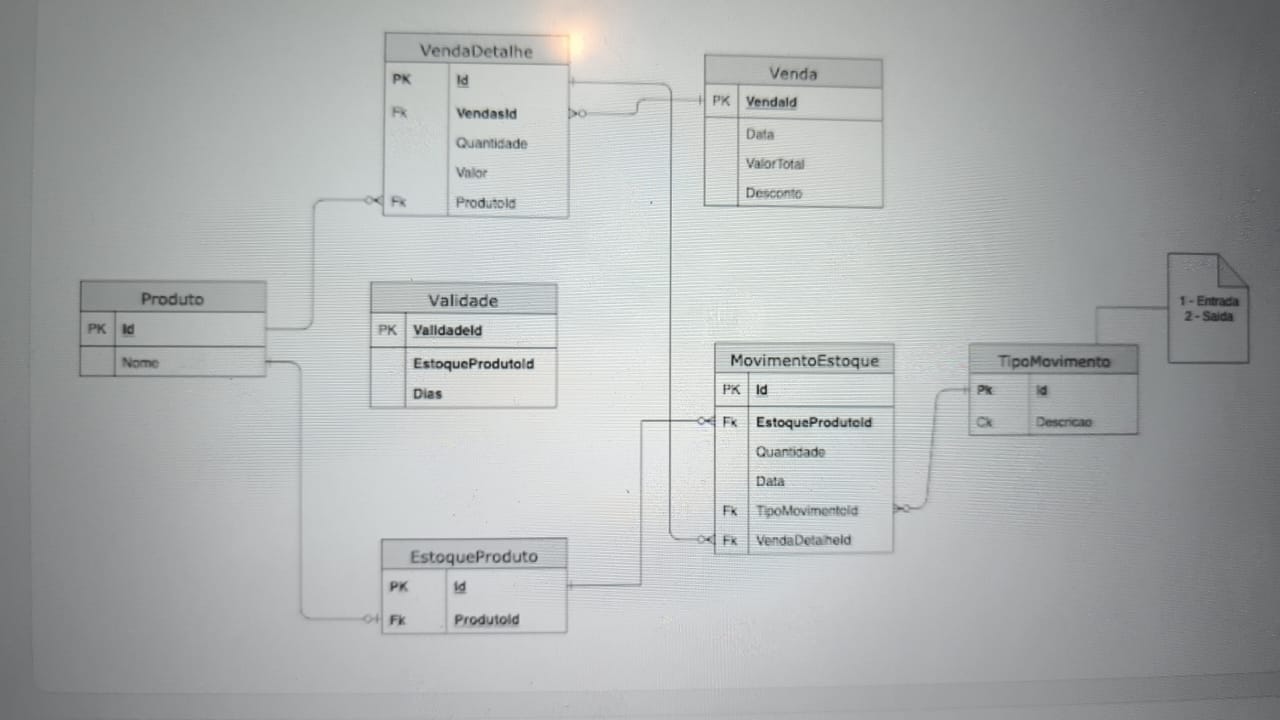 VendaDetalhe
PK Id
Fk VendasId
Quantidade
Valor
Fk ProdutoId
Venda
PK VendaId
Data
ValorTotal
Desconto
Produto
PK Id
Nome
Validade
PK ValidadeId
EstoqueProdutoId
Dias
MovimentoEstoque
PK Id
Fk EstoqueProdutoId
Quantidade
Data
Fk TipoMovimentoId
Fk VendaDetalheId
TipoMovimento
Pk Id
Ck Descricao
1 - Entrada
2 - Saida
EstoqueProduto
PK Id
Fk ProdutoId